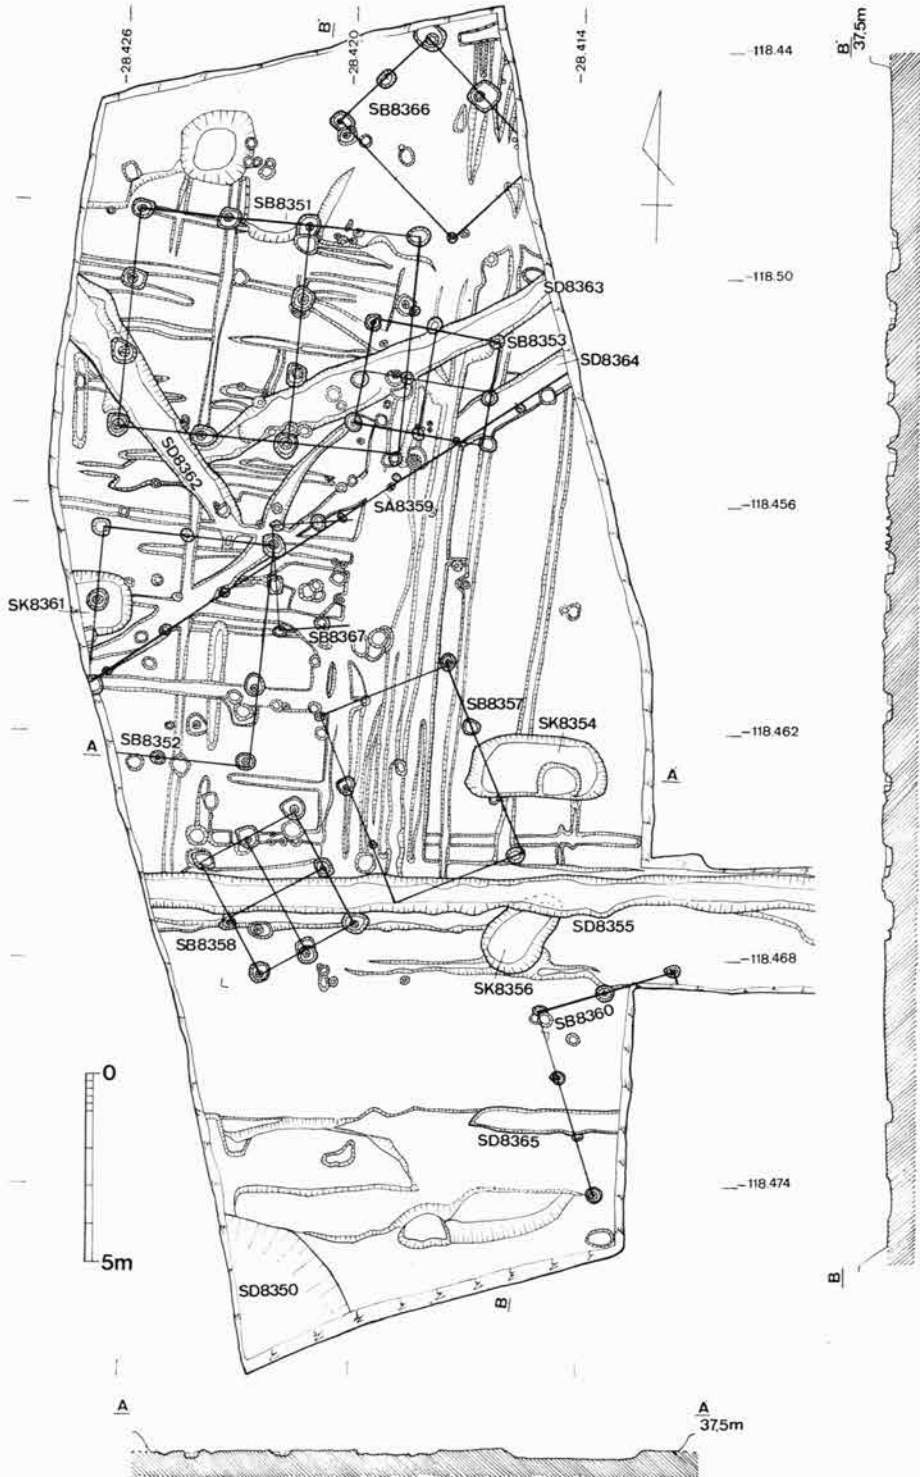 -28.426
B'
-28.420
-28.414
-118.44
B'
37.5m
SB8366
SB8351
-118.50
SD8363
SB8353
SD8364
SD8362
-118.456
SA8359
SK8361
SB8367
SB8357
SK8354
-118.462
A
SB8352
A'
SD8355
SB8358
-118.468
SK8356
SB8360
0
SD8365
-118.474
5m
SD8350
B
B
A
A
37.5m